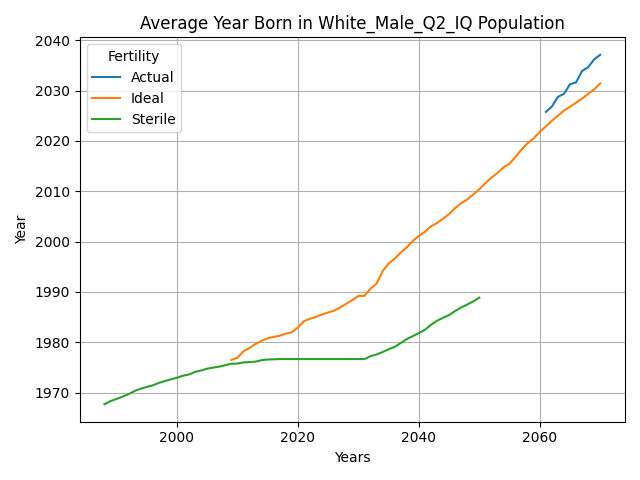 Average Year Born in White_Male_Q2_IQ Population
Fertility
Actual
Ideal
Sterile
2040
2030
2020
2010
2000
1990
1980
1970
Year
2000
2020
2040
2060
Years